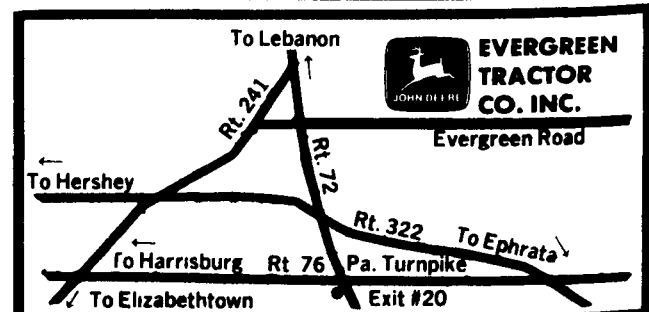 To Lebanon
EVERGREEN
TRACTOR
CO. INC.
JOHN DEERE
Rt. 241
Evergreen Road
Rt. 72
To Hershey
Rt. 322
To Ephrata
To Harrisburg
Rt 76
Pa. Turnpike
To Elizabethtown
Exit #20